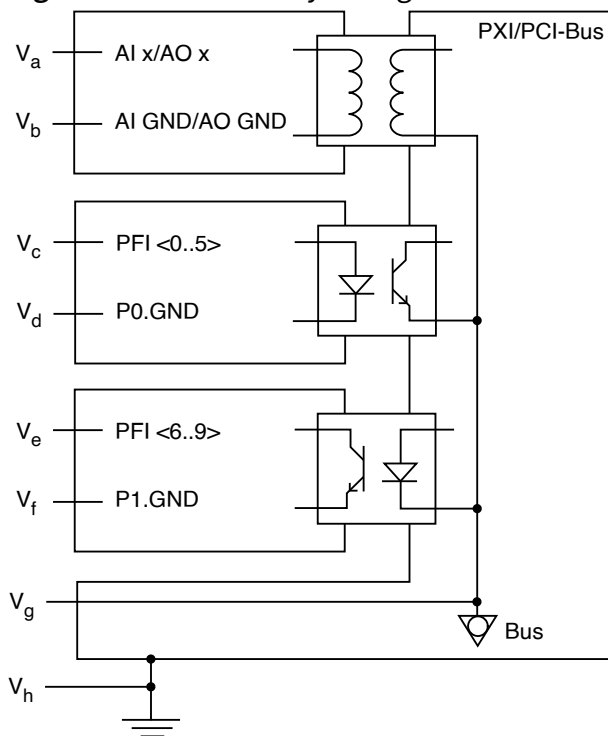 PXI/PCI-Bus
Va AI x/AO x
Vb AI GND/AO GND
Vc PFI <0..5>
Vd P0.GND
Ve PFI <6..9>
Vf P1.GND
Vg
Bus
Vh